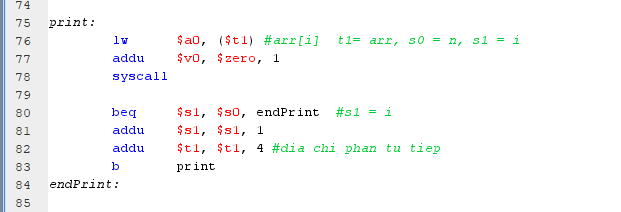 74
75 print:
76 lw $a0, ($t1) #arr[i] t1= arr, s0 = n, s1 = i
77 addu $v0, $zero, 1
78 syscall
79
80 beq $s1, $s0, endPrint #s1 = i
81 addu $s1, $s1, 1
82 addu $t1, $t1, 4 #dia chi phan tu tiep
83 b print
84 endPrint:
85